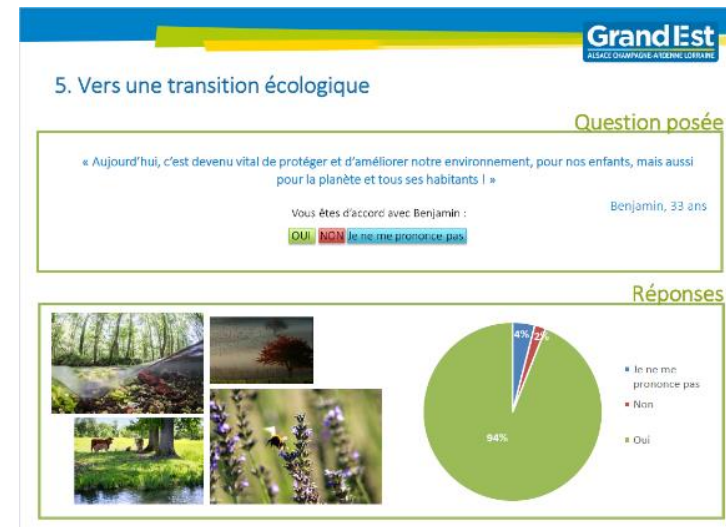 GrandEst
ALSACE CHAMPAGNE-ARDENNE LORRAINE
5. Vers une transition écologique
Question posée
« Aujourd'hui, c'est devenu vital de protéger et d'améliorer notre environnement, pour nos enfants, mais aussi
pour la planète et tous ses habitants ! »
Benjamin, 33 ans
Vous êtes d'accord avec Benjamin :
OUI NON Je ne me prononce pas
Réponses
4%
2%
94%
Je ne me
prononce pas
Non
Oui